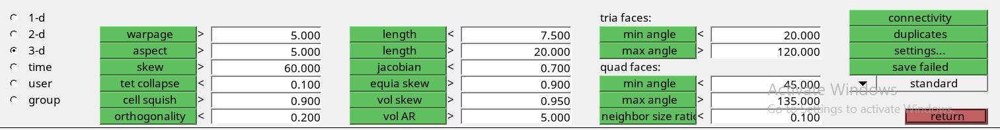 1-d
tria faces:
connectivity
2-d
warpage > 5.000
length < 7.500
min angle < 20.000
duplicates
3-d
aspect > 5.000
length > 20.000
max angle > 120.000
settings...
time
skew > 60.000
jacobian < 0.700
quad faces:
save failed
user
tet collapse < 0.100
equia skew > 0.900
min angle < 45.000
standard
Activate Windows
group
cell squish > 0.900
vol skew > 0.950
max angle > 135.000
Go to Settings to activate Windows.
orthogonality < 0.200
vol AR > 5.000
neighbor size ratic < 0.100
return